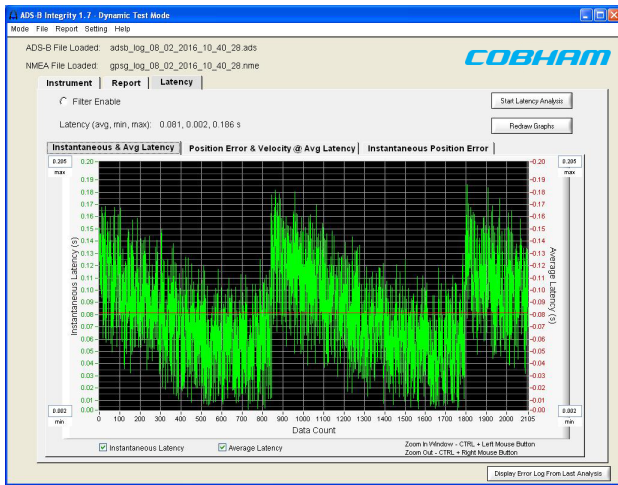 ADS-B Integrity 1.7 - Dynamic Test Mode
Mode File Report Setting Help
ADS-B File Loaded: adsb_log_08_02_2016_10_40_28.ads
NMEA File Loaded: gpsg_log_08_02_2016_10_40_28.nme
COBHAM
Instrument Report Latency
Filter Enable
Start Latency Analysis
Latency (avg, min, max): 0.081, 0.002, 0.186 s
Redraw Graphs
Instantaneous & Avg Latency Position Error & Velocity @ Avg Latency Instantaneous Position Error
0.205 0.20 -0.20 0.205
max max
0.19 -0.19
0.18 -0.18
0.17 -0.17
0.16 -0.16
0.15 -0.15
0.14 -0.14
0.13 -0.13
0.12 -0.12
0.11 -0.11
0.10 -0.10
0.09 -0.09
0.08 -0.08
0.07 -0.07
0.06 -0.06
0.05 -0.05
0.04 -0.04
0.03 -0.03
0.02 -0.02
0.01 -0.01
0.002 0.00 -0.00 0.002
min min
Instantaneous Latency (s)
Average Latency (s)
0 100 200 300 400 500 600 700 800 900 1000 1100 1200 1300 1400 1500 1600 1700 1800 1900 2000 2105
Data Count
Instantaneous Latency Average Latency
Zoom In Window - CTRL + Left Mouse Button
Zoom Out - CTRL + Right Mouse Button
Display Error Log From Last Analysis